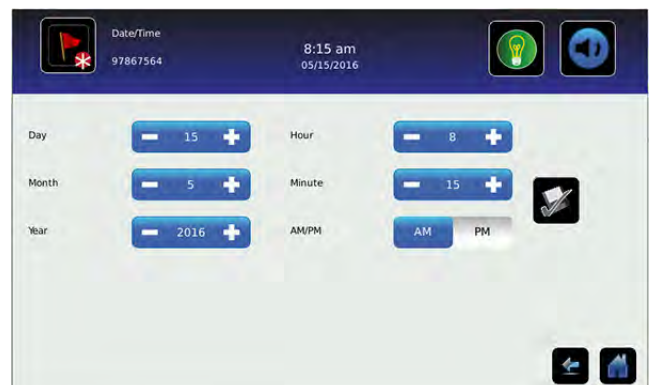 Date/Time
97867564
8:15 am
05/15/2016
Day 15 Hour 8
Month 5 Minute 15
Year 2016 AM/PM AM PM